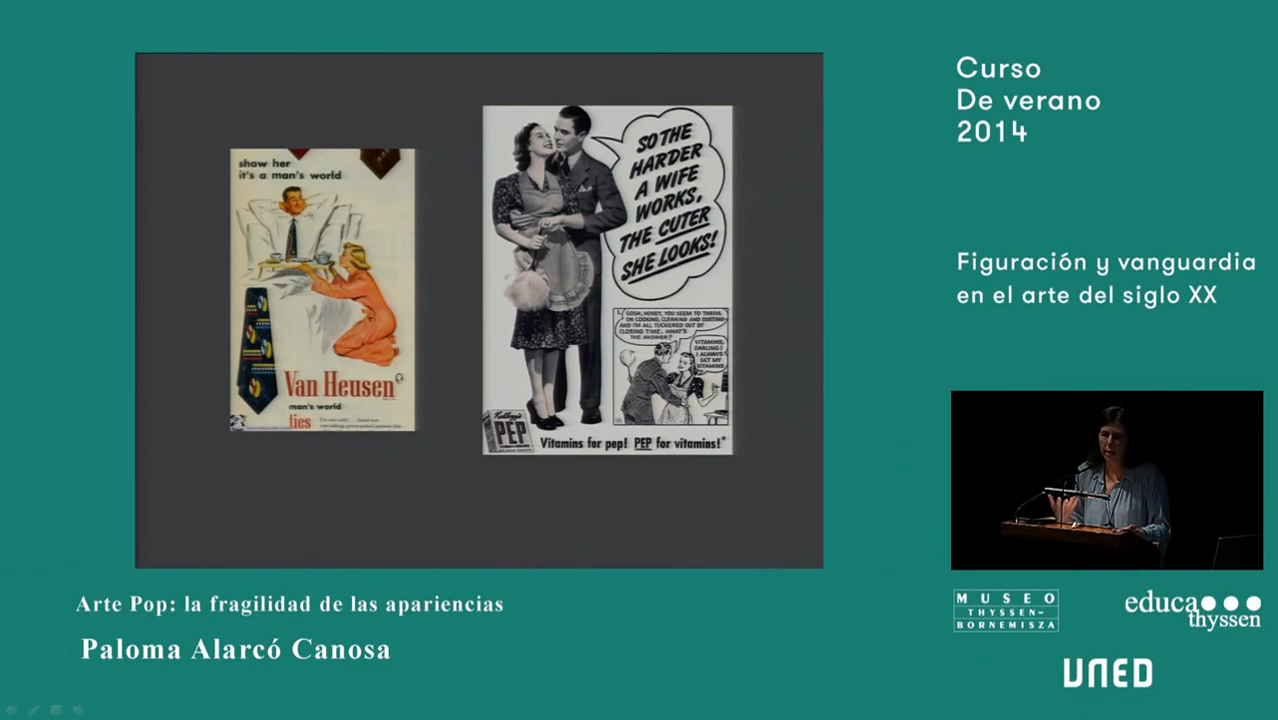 show her
it's a man's world
Van Heusen
man's world
ties
SO THE
HARDER
A WIFE
WORKS,
THE CUTER
SHE LOOKS!
GOSH, HONEY, YOU SEEM TO THRIVE
ON COOKING, CLEANING AND DUSTING
AND I'M ALL TUCKERED OUT BY
CLOSING TIME... WHAT'S
THE ANSWER?
VITAMINS,
DARLING!
I ALWAYS
GET MY
VITAMINS
Kellogg's
PEP
Vitamins for pep! PEP for vitamins!
Curso
De verano
2014
Figuración y vanguardia
en el arte del siglo XX
Arte Pop: la fragilidad de las apariencias
Paloma Alarcó Canosa
MUSEO
THYSSEN-
BORNEMISZA
educa
thyssen
UNED